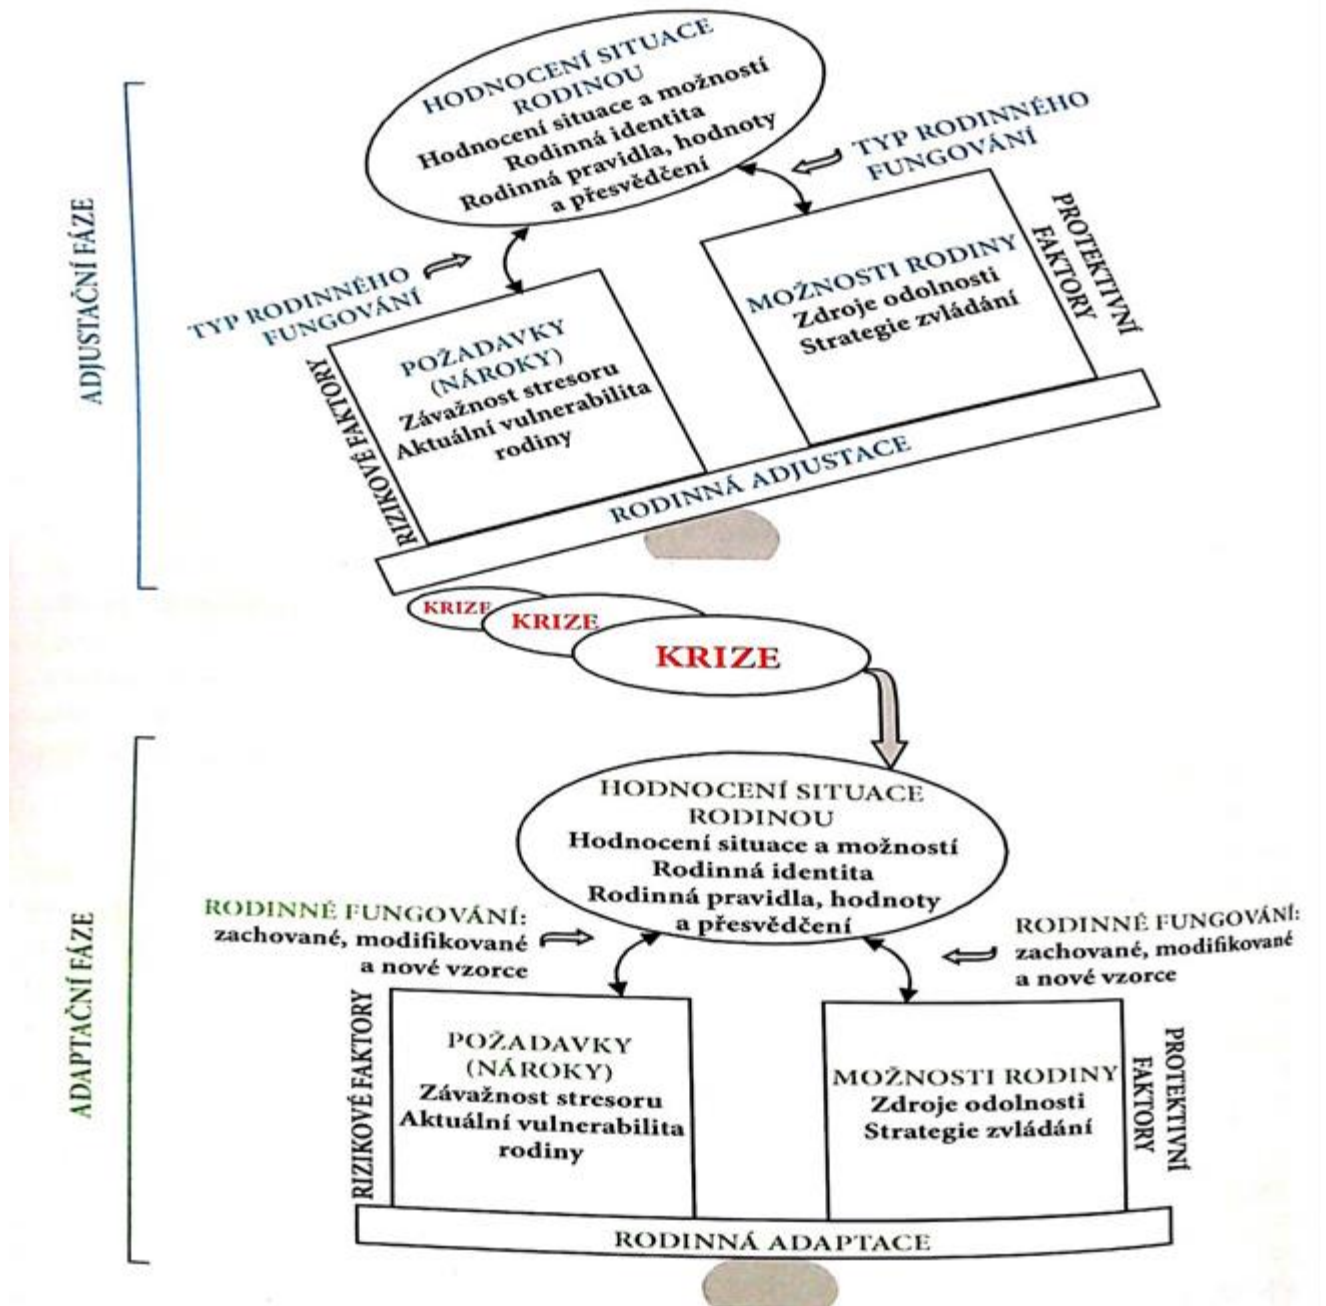 ADJUSTAČNÍ FÁZE
HODNOCENÍ SITUACE
RODINOU
Hodnocení situace a možností
Rodinná identita
Rodinná pravidla, hodnoty
a přesvědčení
TYP RODINNÉHO
FUNGOVÁNÍ
TYP RODINNÉHO
FUNGOVÁNÍ
RIZIKOVÉ FAKTORY
POŽADAVKY
(NÁROKY)
Závažnost stresoru
Aktuální vulnerabilita
rodiny
MOŽNOSTI RODINY
Zdroje odolnosti
Strategie zvládání
PROTEKTIVNÍ
FAKTORY
RODINNÁ ADJUSTACE
KRIZE
KRIZE
KRIZE
ADAPTAČNÍ FÁZE
HODNOCENÍ SITUACE
RODINOU
Hodnocení situace a možností
Rodinná identita
Rodinná pravidla, hodnoty
a přesvědčení
RODINNÉ FUNGOVÁNÍ:
zachované, modifikované
a nové vzorce
RODINNÉ FUNGOVÁNÍ:
zachované, modifikované
a nové vzorce
RIZIKOVÉ FAKTORY
POŽADAVKY
(NÁROKY)
Závažnost stresoru
Aktuální vulnerabilita
rodiny
MOŽNOSTI RODINY
Zdroje odolnosti
Strategie zvládání
PROTEKTIVNÍ
FAKTORY
RODINNÁ ADAPTACE